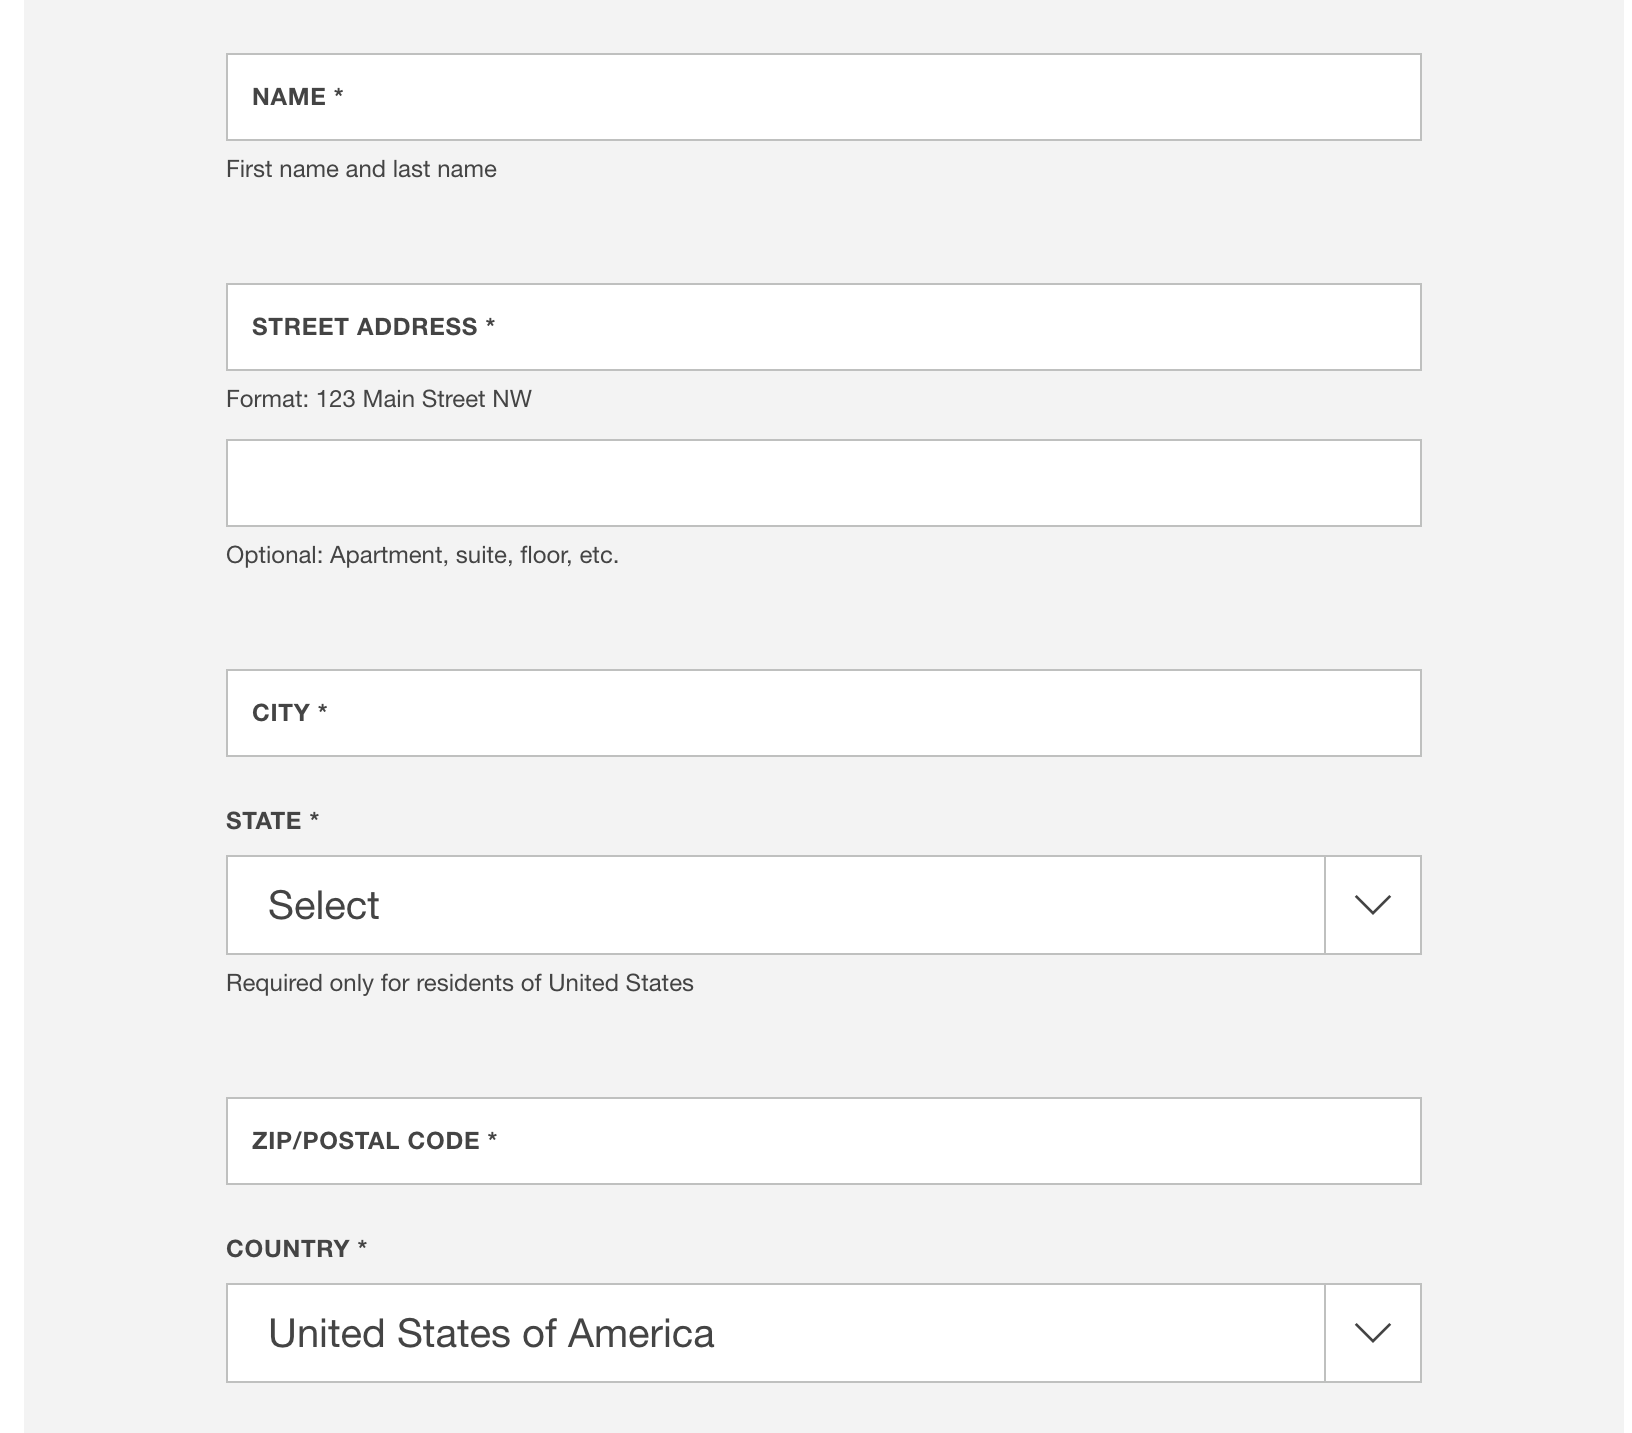 NAME *
First name and last name
STREET ADDRESS *
Format: 123 Main Street NW
Optional: Apartment, suite, floor, etc.
CITY *
STATE *
Select
Required only for residents of United States
ZIP/POSTAL CODE *
COUNTRY *
United States of America